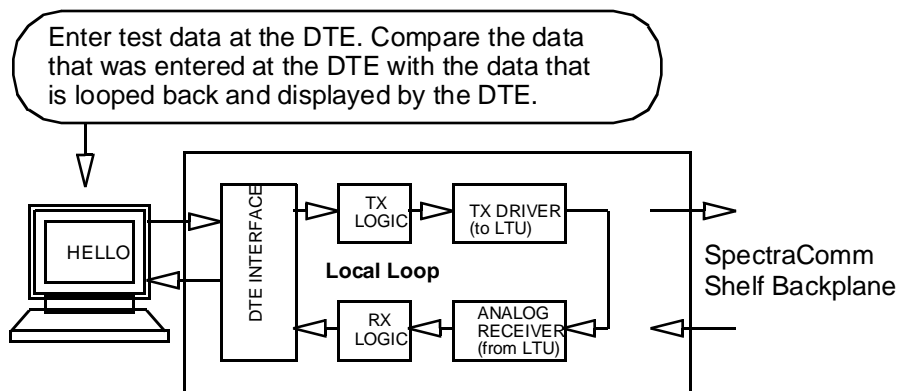 Enter test data at the DTE. Compare the data
that was entered at the DTE with the data that
is looped back and displayed by the DTE.
HELLO
DTE INTERFACE
TX
LOGIC
TX DRIVER
(to LTU)
Local Loop
RX
LOGIC
ANALOG
RECEIVER
(from LTU)
SpectraComm
Shelf Backplane